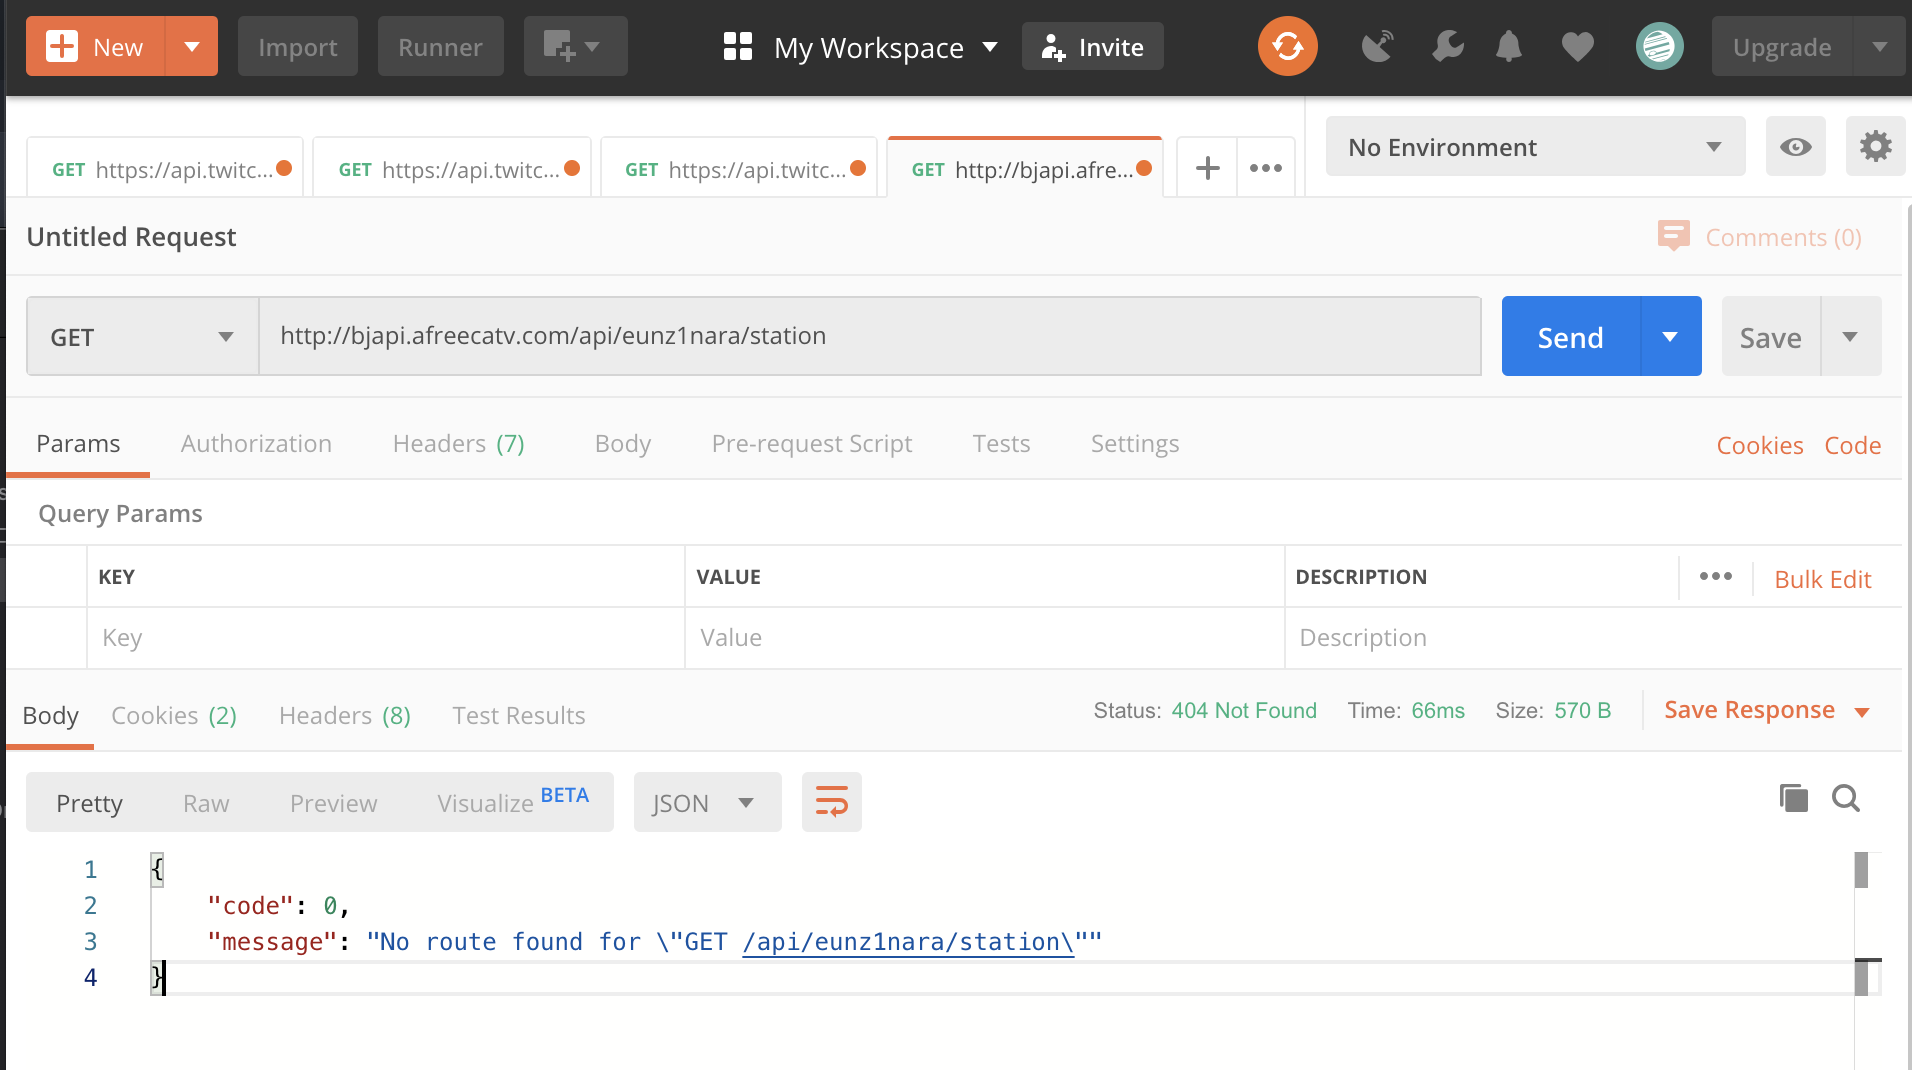 New Import Runner My Workspace Invite Upgrade
GET https://api.twitc... GET https://api.twitc... GET https://api.twitc... GET http://bjapi.afre... No Environment
Untitled Request Comments (0)
GET http://bjapi.afreecatv.com/api/eunz1nara/station Send Save
Params Authorization Headers (7) Body Pre-request Script Tests Settings Cookies Code
Query Params
KEY VALUE DESCRIPTION Bulk Edit
Key Value Description
Body Cookies (2) Headers (8) Test Results Status: 404 Not Found Time: 66ms Size: 570 B Save Response
Pretty Raw Preview Visualize BETA JSON
1 {
2 "code": 0,
3 "message": "No route found for \"GET /api/eunz1nara/station\""
4 }